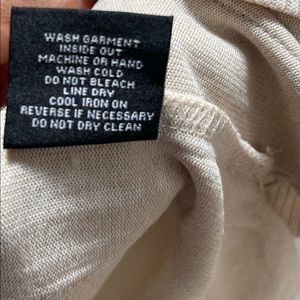 WASH GARMENT
INSIDE OUT
MACHINE OR HAND
WASH COLD
DO NOT BLEACH
LINE DRY
COOL IRON ON
REVERSE IF NECESSARY
DO NOT DRY CLEAN